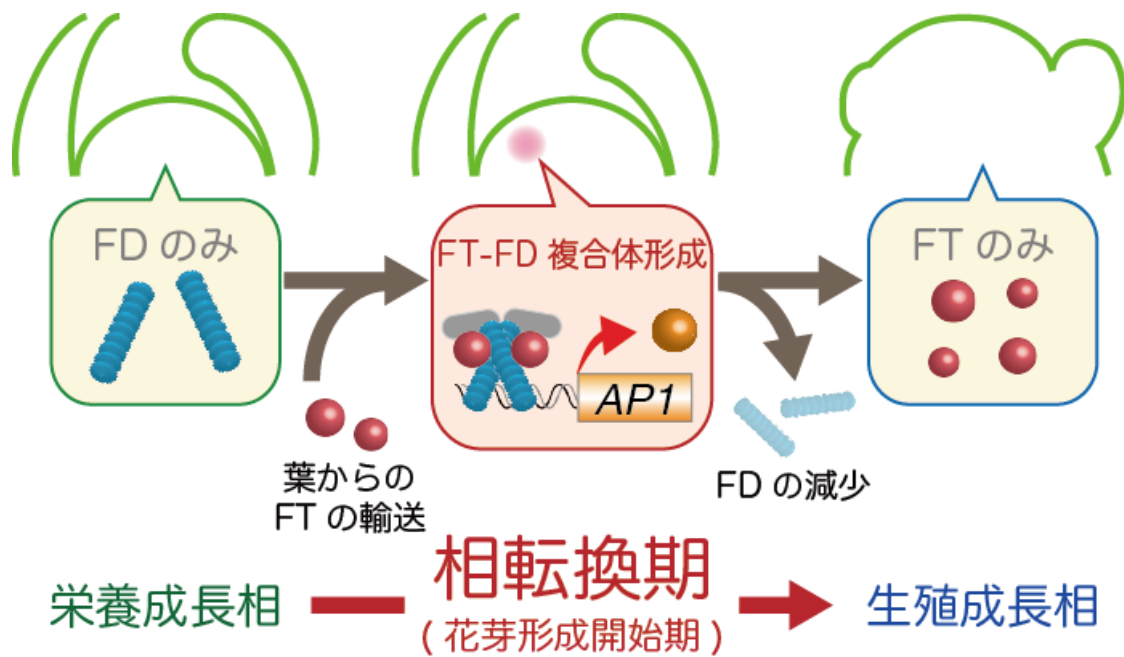 FD のみ
FT-FD 複合体形成
FT のみ
AP1
葉からの
FT の輸送
FD の減少
栄養成長相
相転換期
( 花芽形成開始期 )
生殖成長相